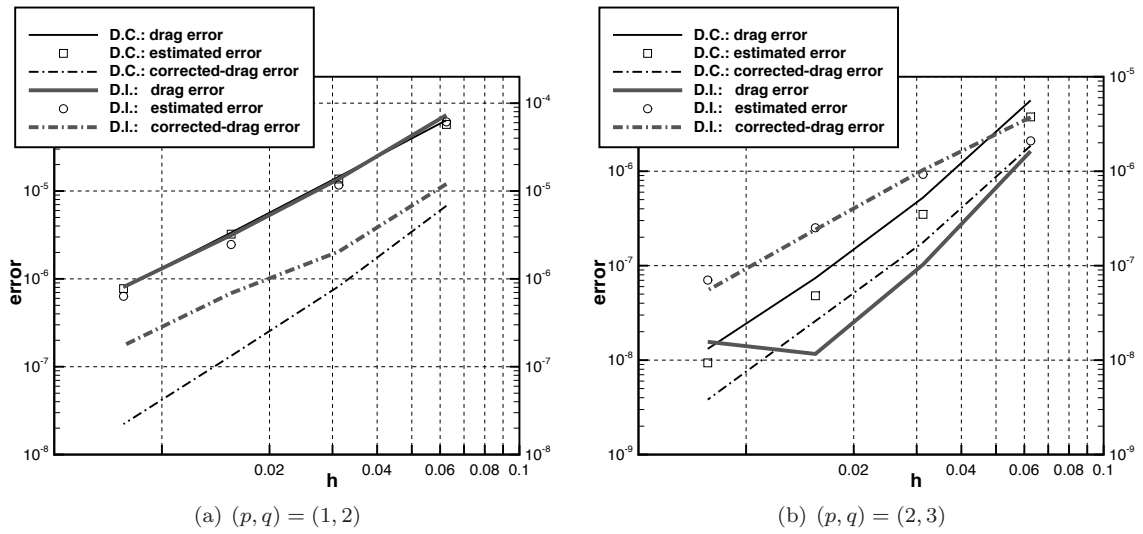 D.C.: drag error
D.C.: estimated error
D.C.: corrected-drag error
D.I.: drag error
D.I.: estimated error
D.I.: corrected-drag error
error
10^-5
10^-6
10^-7
10^-8
10^-4
10^-5
10^-6
10^-7
10^-8
0.02
0.04
0.06
0.08
0.1
h
(a) (p, q) = (1, 2)
D.C.: drag error
D.C.: estimated error
D.C.: corrected-drag error
D.I.: drag error
D.I.: estimated error
D.I.: corrected-drag error
error
10^-6
10^-7
10^-8
10^-9
10^-5
10^-6
10^-7
10^-8
10^-9
0.02
0.04
0.06
0.08
0.1
h
(b) (p, q) = (2, 3)